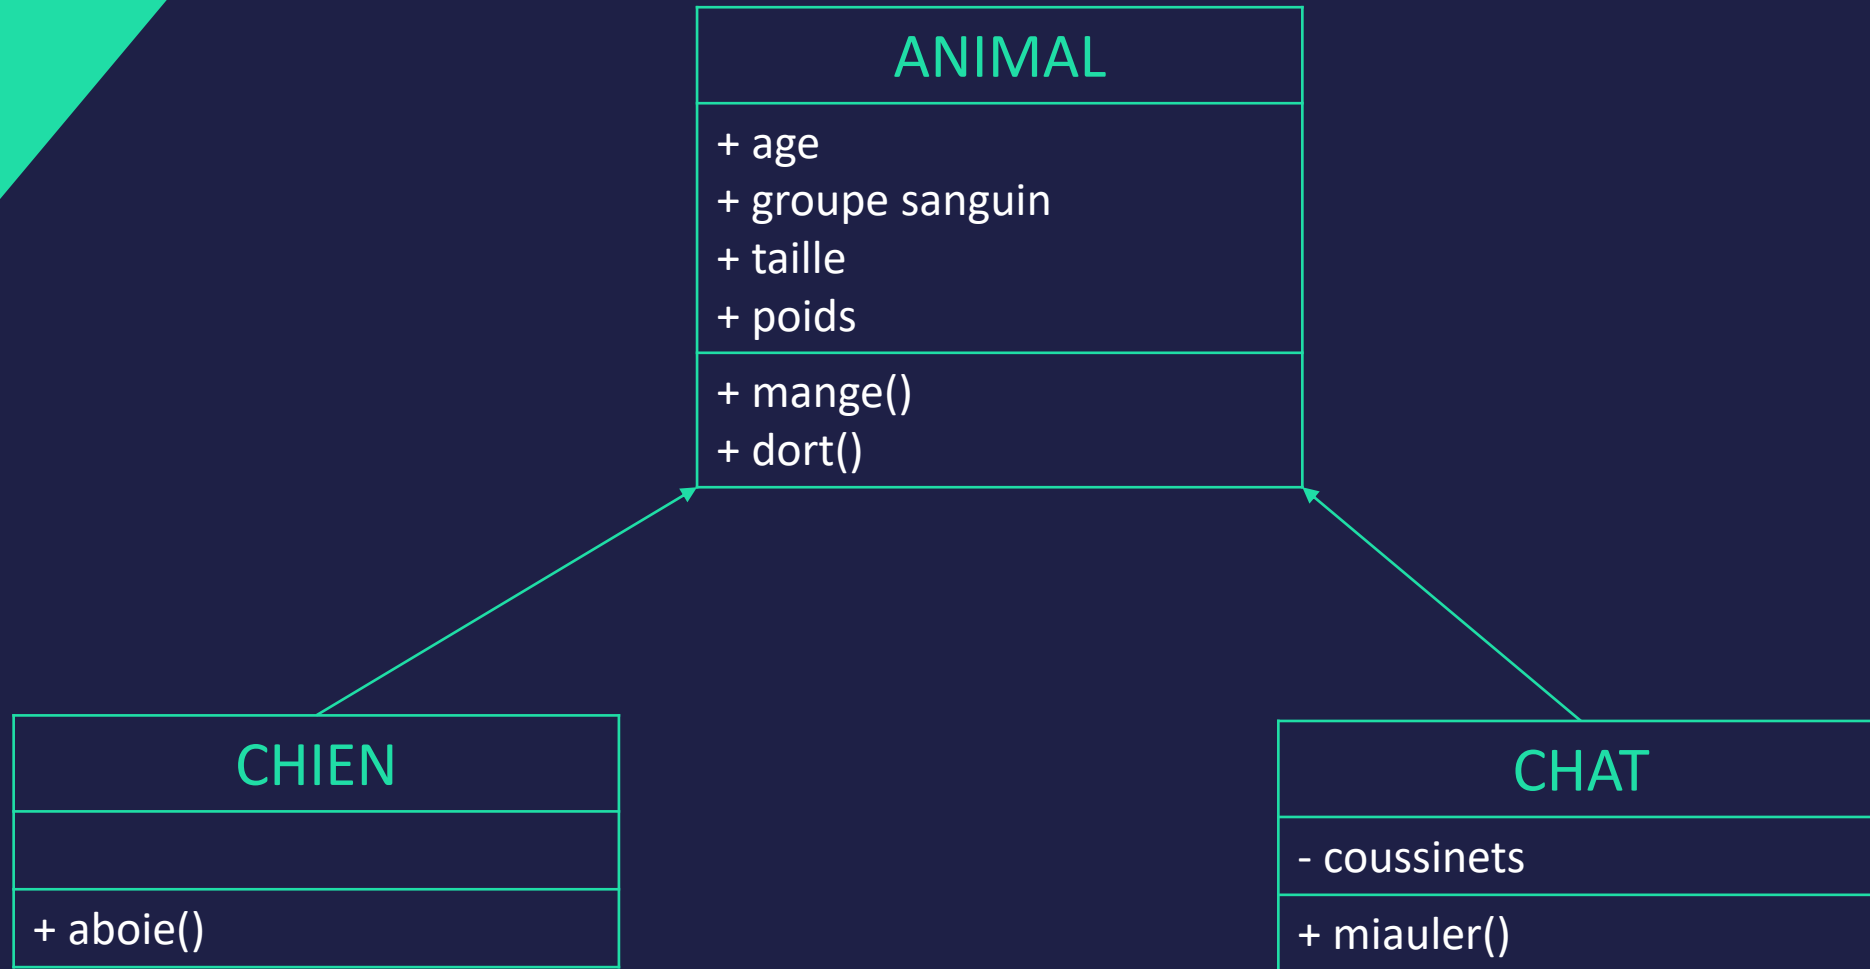 ANIMAL
+ age
+ groupe sanguin
+ taille
+ poids
+ mange()
+ dort()
CHIEN
+ aboie()
CHAT
- coussinets
+ miauler()